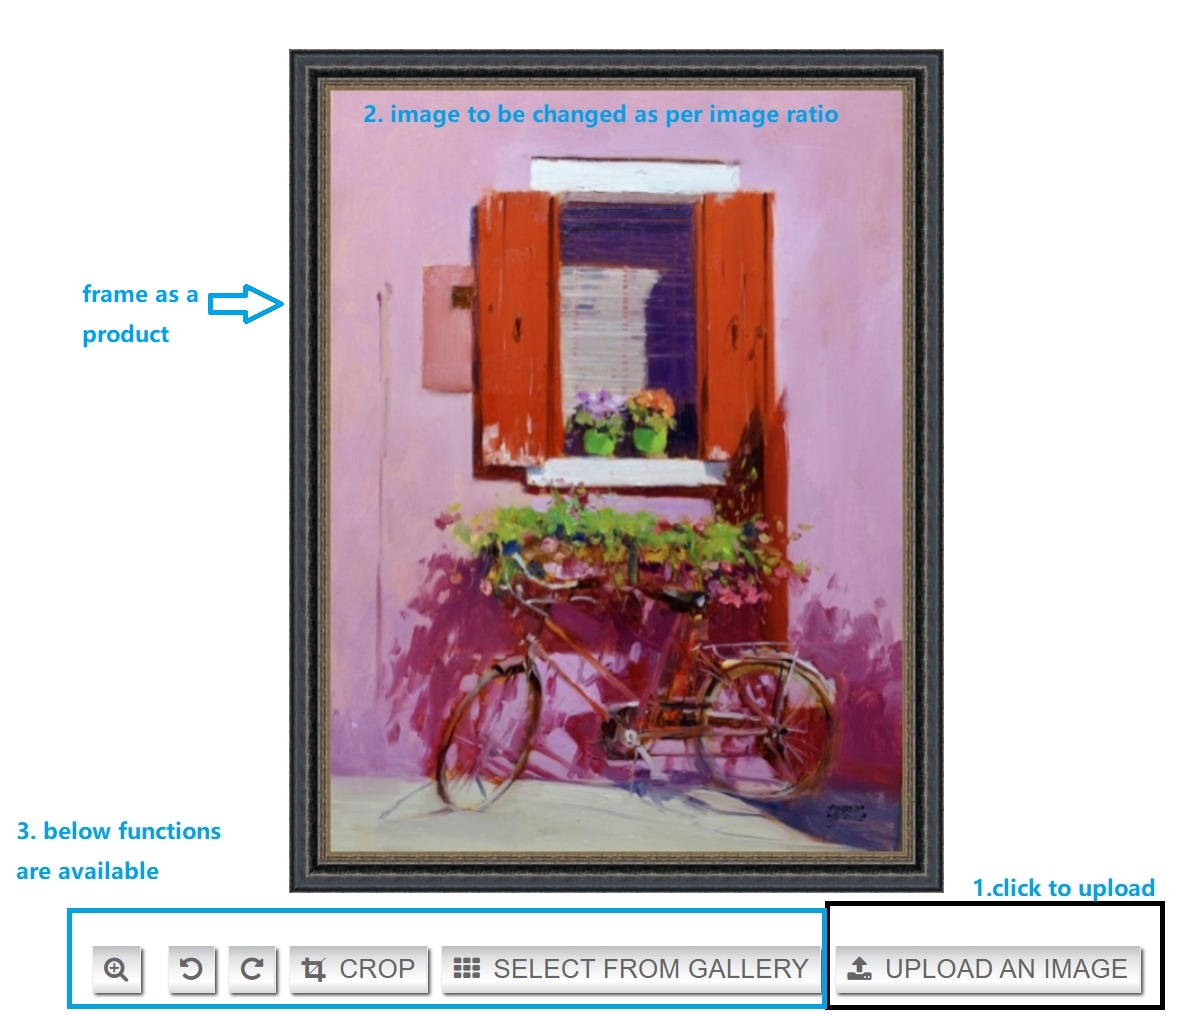 2. image to be changed as per image ratio
frame as a
product
3. below functions
are available
1.click to upload
CROP
SELECT FROM GALLERY
UPLOAD AN IMAGE